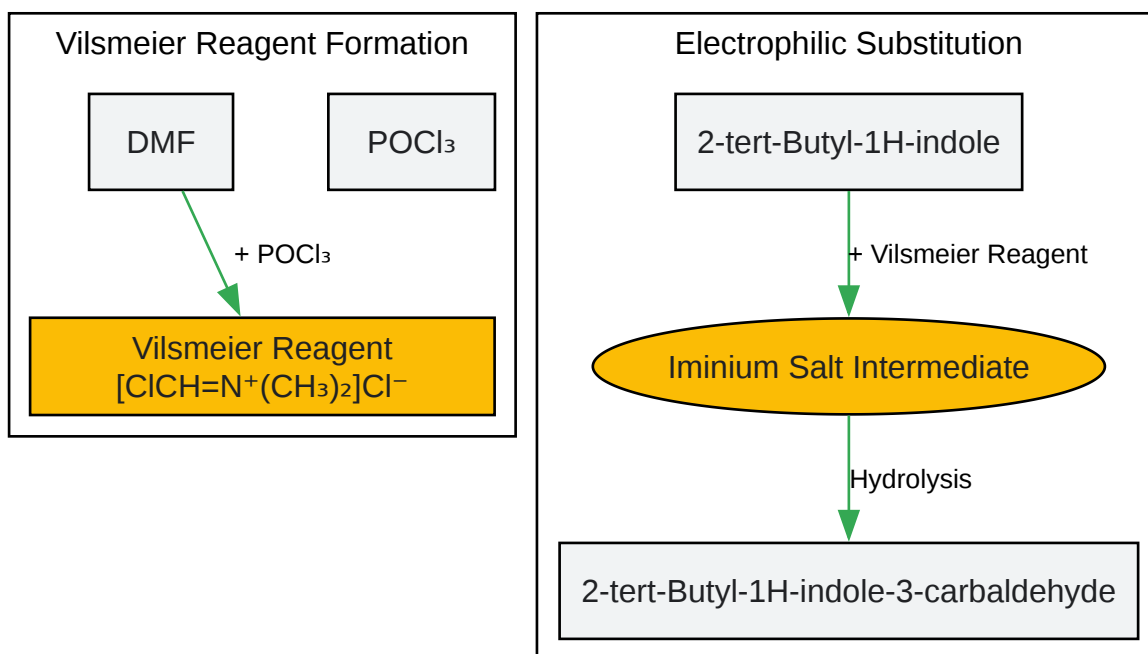 Vilsmeier Reagent Formation
DMF
POCl₃
+ POCl₃
Vilsmeier Reagent
[ClCH=N⁺(CH₃)₂]Cl⁻
Electrophilic Substitution
2-tert-Butyl-1H-indole
+ Vilsmeier Reagent
Iminium Salt Intermediate
Hydrolysis
2-tert-Butyl-1H-indole-3-carbaldehyde